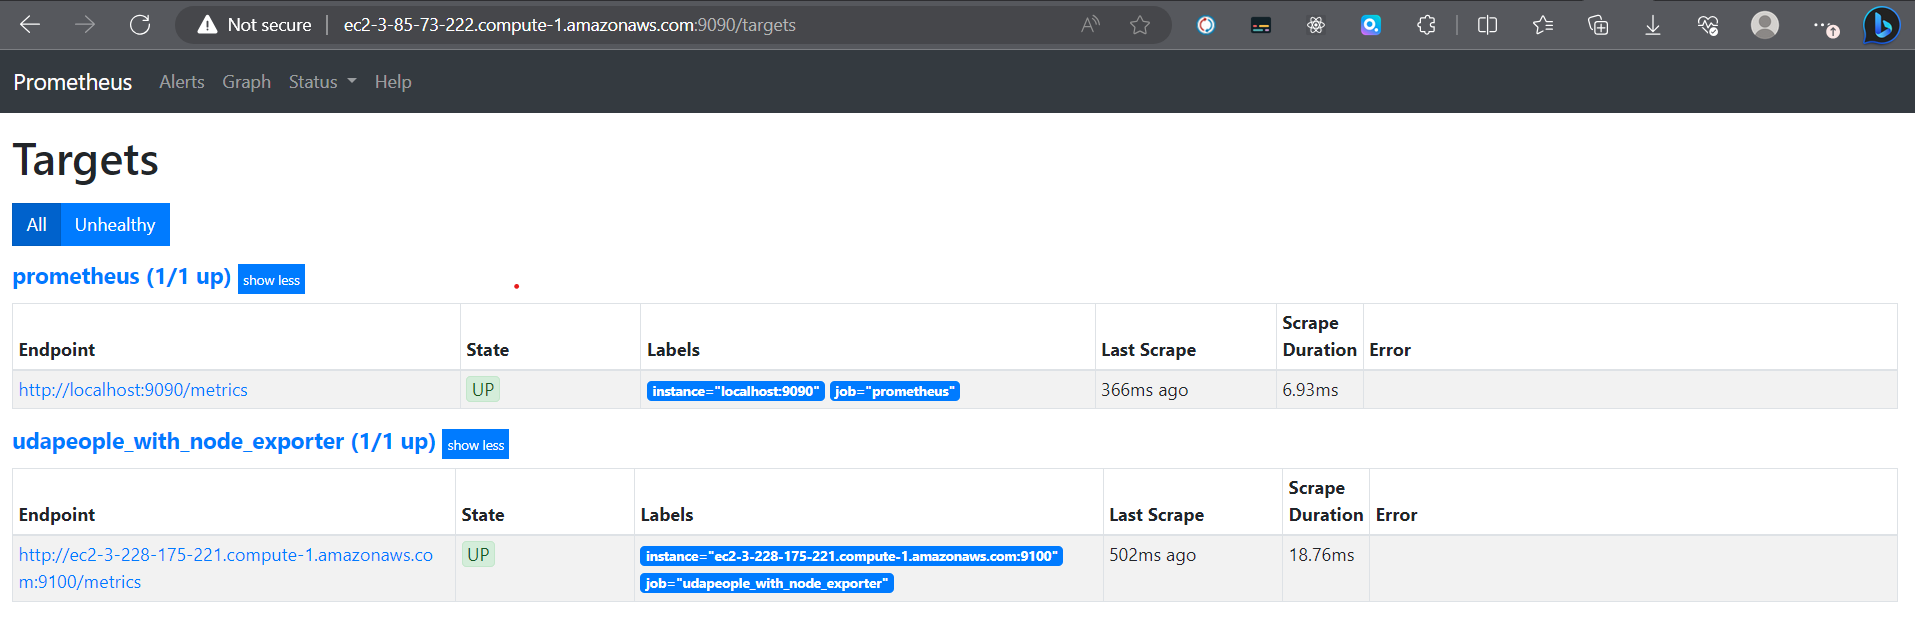 Not secure ec2-3-85-73-222.compute-1.amazonaws.com:9090/targets
Prometheus Alerts Graph Status Help
Targets
All Unhealthy
prometheus (1/1 up) show less
Endpoint State Labels Last Scrape Scrape Duration Error
http://localhost:9090/metrics UP instance="localhost:9090" job="prometheus" 366ms ago 6.93ms
udapeople_with_node_exporter (1/1 up) show less
Endpoint State Labels Last Scrape Scrape Duration Error
http://ec2-3-228-175-221.compute-1.amazonaws.co UP instance="ec2-3-228-175-221.compute-1.amazonaws.com:9100" 502ms ago 18.76ms
m:9100/metrics job="udapeople_with_node_exporter"